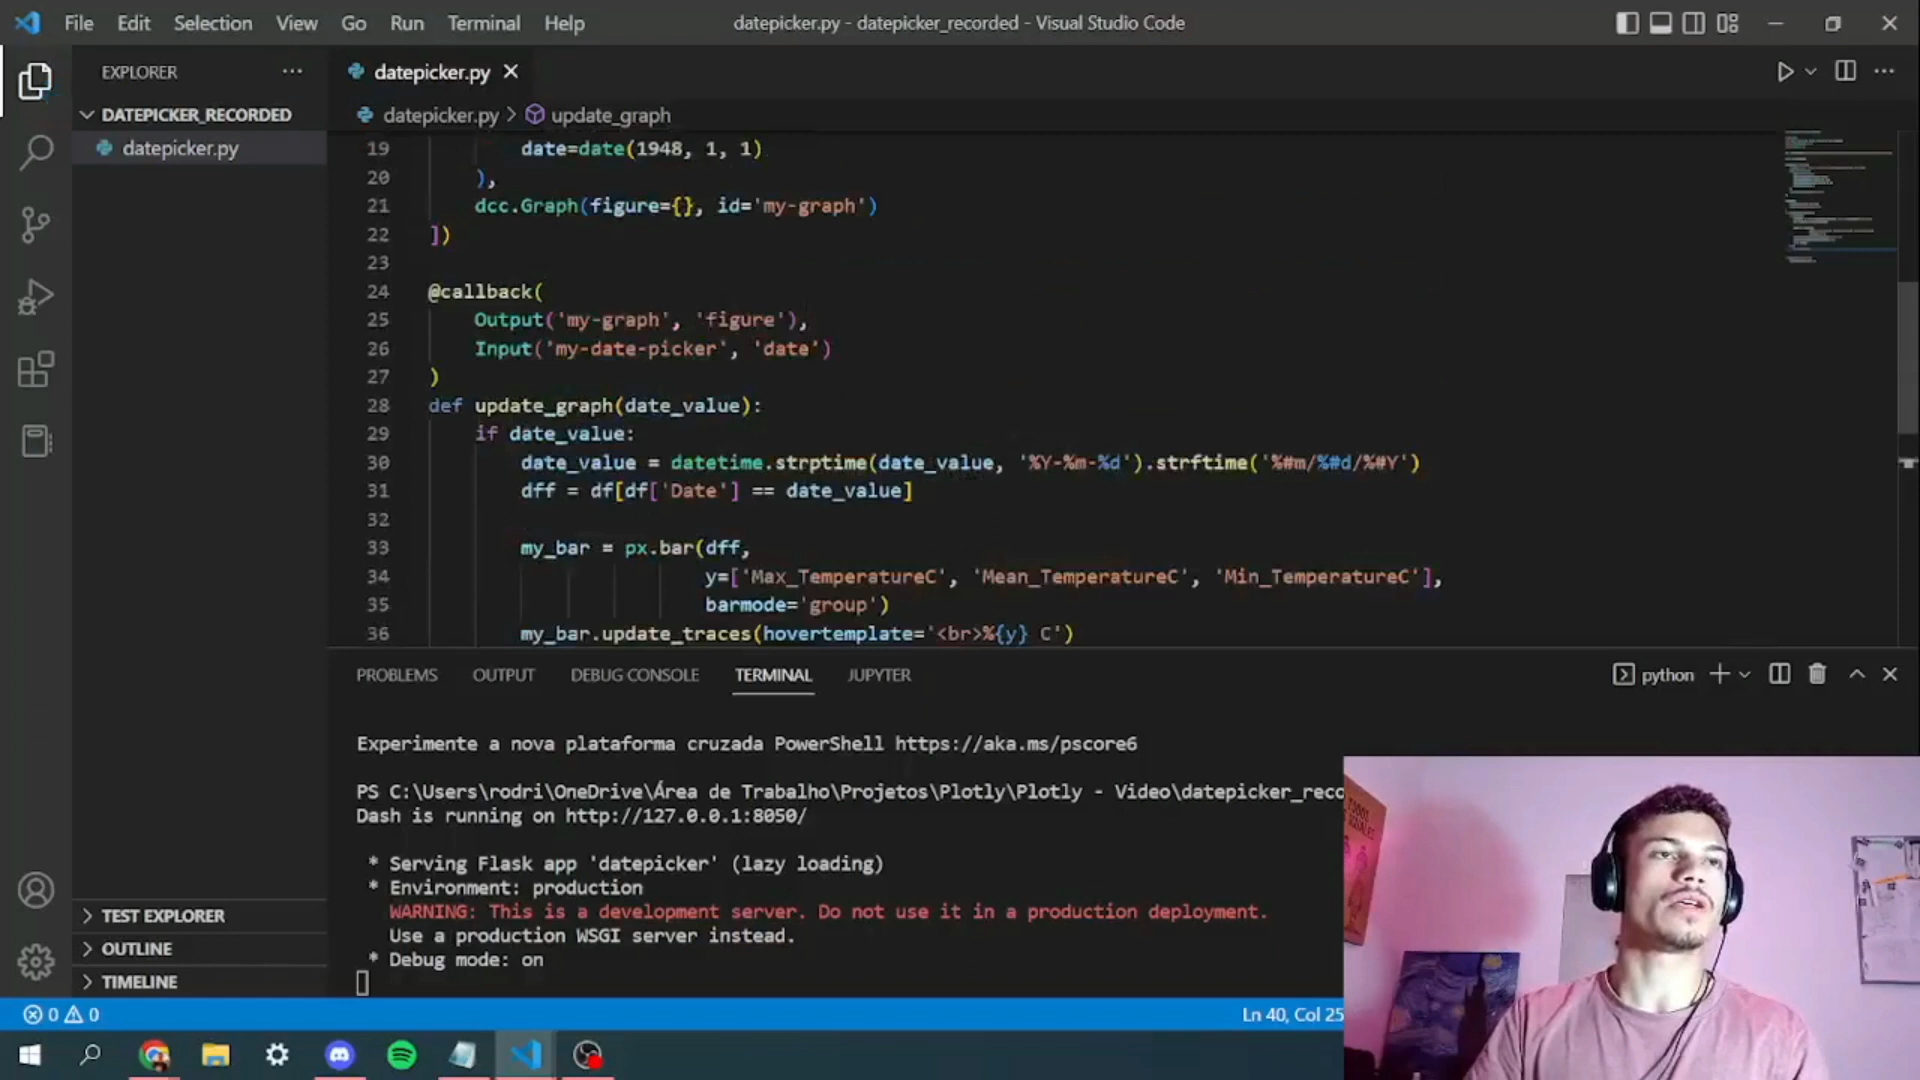 File Edit Selection View Go Run Terminal Help
datepicker.py - datepicker_recorded - Visual Studio Code
EXPLORER
DATEPICKER_RECORDED
datepicker.py
TEST EXPLORER
OUTLINE
TIMELINE
datepicker.py
datepicker.py > update_graph
19 date=date(1948, 1, 1)
20 ),
21 dcc.Graph(figure={}, id='my-graph')
22 ])
23
24 @callback(
25 Output('my-graph', 'figure'),
26 Input('my-date-picker', 'date')
27 )
28 def update_graph(date_value):
29 if date_value:
30 date_value = datetime.strptime(date_value, '%Y-%m-%d').strftime('%#m/%#d/%#Y')
31 dff = df[df['Date'] == date_value]
32
33 my_bar = px.bar(dff,
34 y=['Max_TemperatureC', 'Mean_TemperatureC', 'Min_TemperatureC'],
35 barmode='group')
36 my_bar.update_traces(hovertemplate='<br>%{y} C')
PROBLEMS OUTPUT DEBUG CONSOLE TERMINAL JUPYTER
python
Experimente a nova plataforma cruzada PowerShell https://aka.ms/pscore6
PS C:\Users\rodri\OneDrive\Área de Trabalho\Projetos\Plotly\Plotly - Video\datepicker_reco
Dash is running on http://127.0.0.1:8050/
* Serving Flask app 'datepicker' (lazy loading)
* Environment: production
WARNING: This is a development server. Do not use it in a production deployment.
Use a production WSGI server instead.
* Debug mode: on
0 0
Ln 40, Col 25